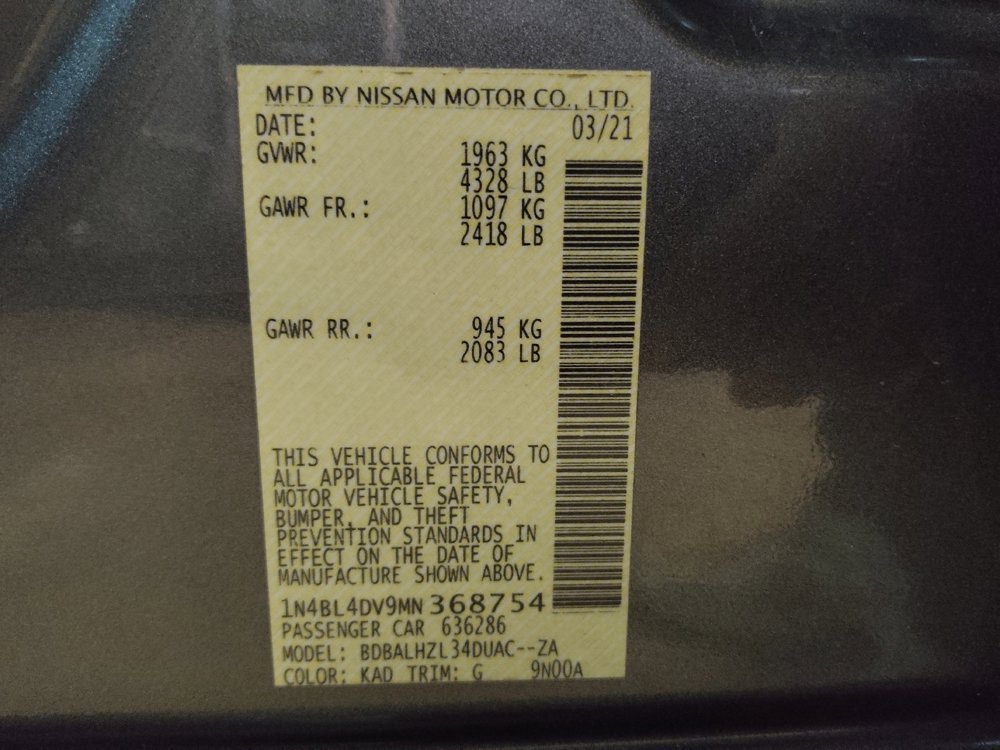 MFD BY NISSAN MOTOR CO., LTD.
DATE: 03/21
GVWR: 1963 KG
4328 LB
GAWR FR.: 1097 KG
2418 LB
GAWR RR.: 945 KG
2083 LB
THIS VEHICLE CONFORMS TO
ALL APPLICABLE FEDERAL
MOTOR VEHICLE SAFETY,
BUMPER, AND THEFT
PREVENTION STANDARDS IN
EFFECT ON THE DATE OF
MANUFACTURE SHOWN ABOVE.
1N4BL4DV9MN368754
PASSENGER CAR 636286
MODEL: BDBALHZL34DUAC--ZA
COLOR: KAD TRIM: G 9N00A